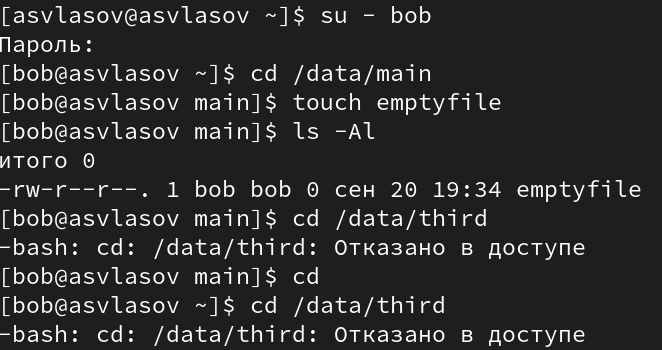 [asvlasov@asvlasov ~]$ su - bob
Пароль:
[bob@asvlasov ~]$ cd /data/main
[bob@asvlasov main]$ touch emptyfile
[bob@asvlasov main]$ ls -Al
итого 0
-rw-r--r--. 1 bob bob 0 сен 20 19:34 emptyfile
[bob@asvlasov main]$ cd /data/third
-bash: cd: /data/third: Отказано в доступе
[bob@asvlasov main]$ cd
[bob@asvlasov ~]$ cd /data/third
-bash: cd: /data/third: Отказано в доступе